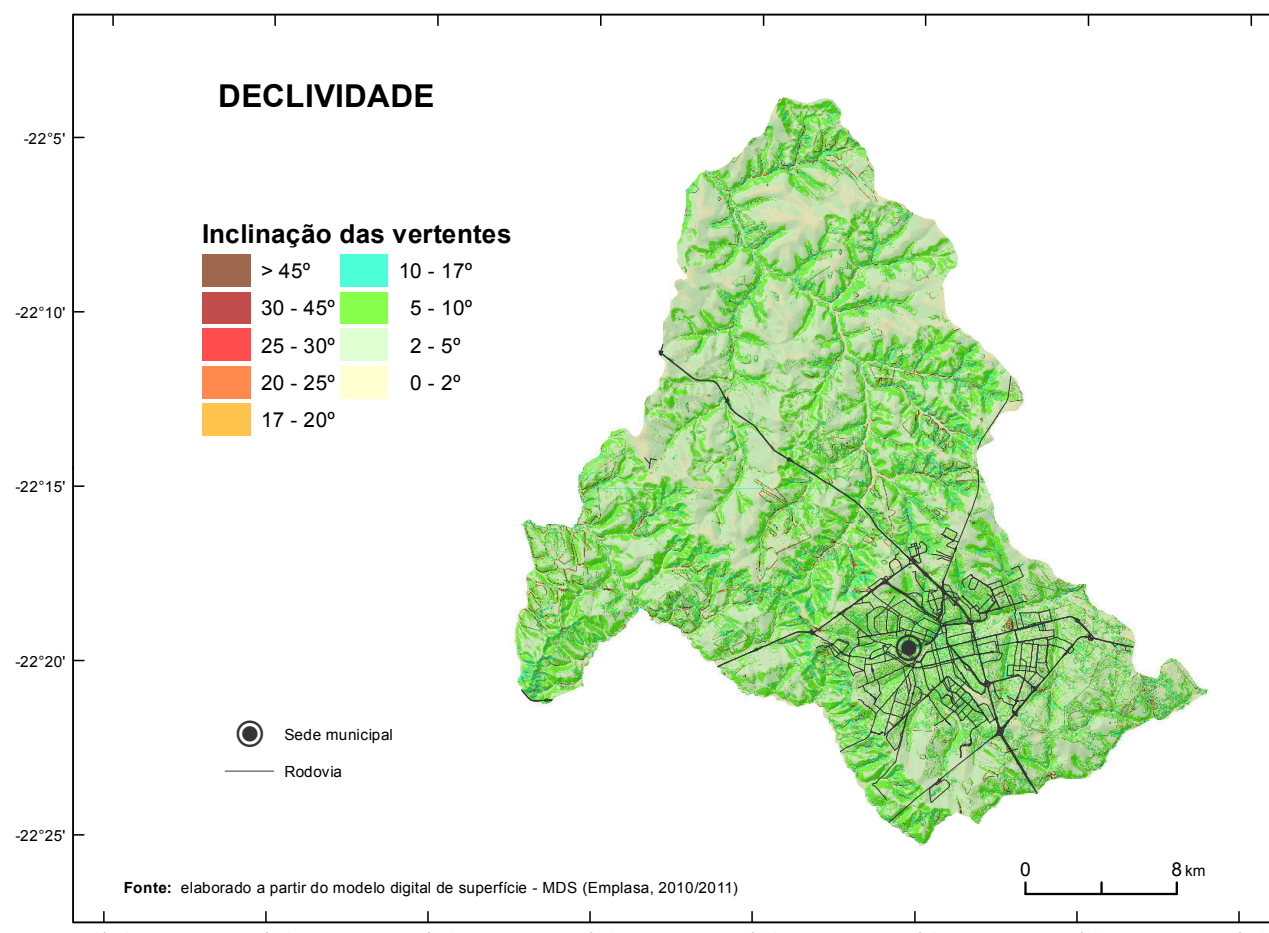 DECLIVIDADE
-22°5'
Inclinação das vertentes
> 45º
10 - 17º
30 - 45º
5 - 10º
-22°10'
25 - 30º
2 - 5º
20 - 25º
0 - 2º
17 - 20º
-22°15'
-22°20'
Sede municipal
Rodovia
-22°25'
0 8 km
Fonte: elaborado a partir do modelo digital de superfície - MDS (Emplasa, 2010/2011)